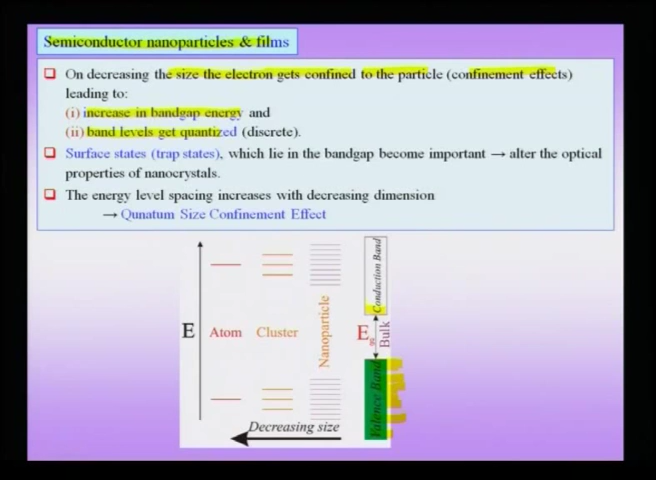 Semiconductor nanoparticles & films
On decreasing the size the electron gets confined to the particle (confinement effects)
leading to:
(i) increase in bandgap energy and
(ii) band levels get quantized (discrete).
Surface states (trap states), which lie in the bandgap become important → alter the optical
properties of nanocrystals.
The energy level spacing increases with decreasing dimension
→ Qunatum Size Confinement Effect
E
Atom
Cluster
Nanoparticle
Conduction Band
Eg
Bulk
Valence Band
Decreasing size